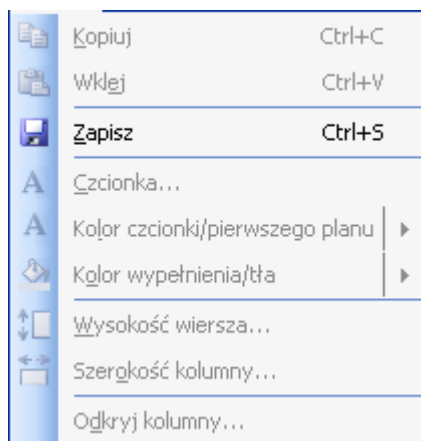 Kopiuj Ctrl+C
Wklej Ctrl+V
Zapisz Ctrl+S
Czcionka...
Kolor czcionki/pierwszego planu
Kolor wypełnienia/tła
Wysokość wiersza...
Szerokość kolumny...
Odkryj kolumny...